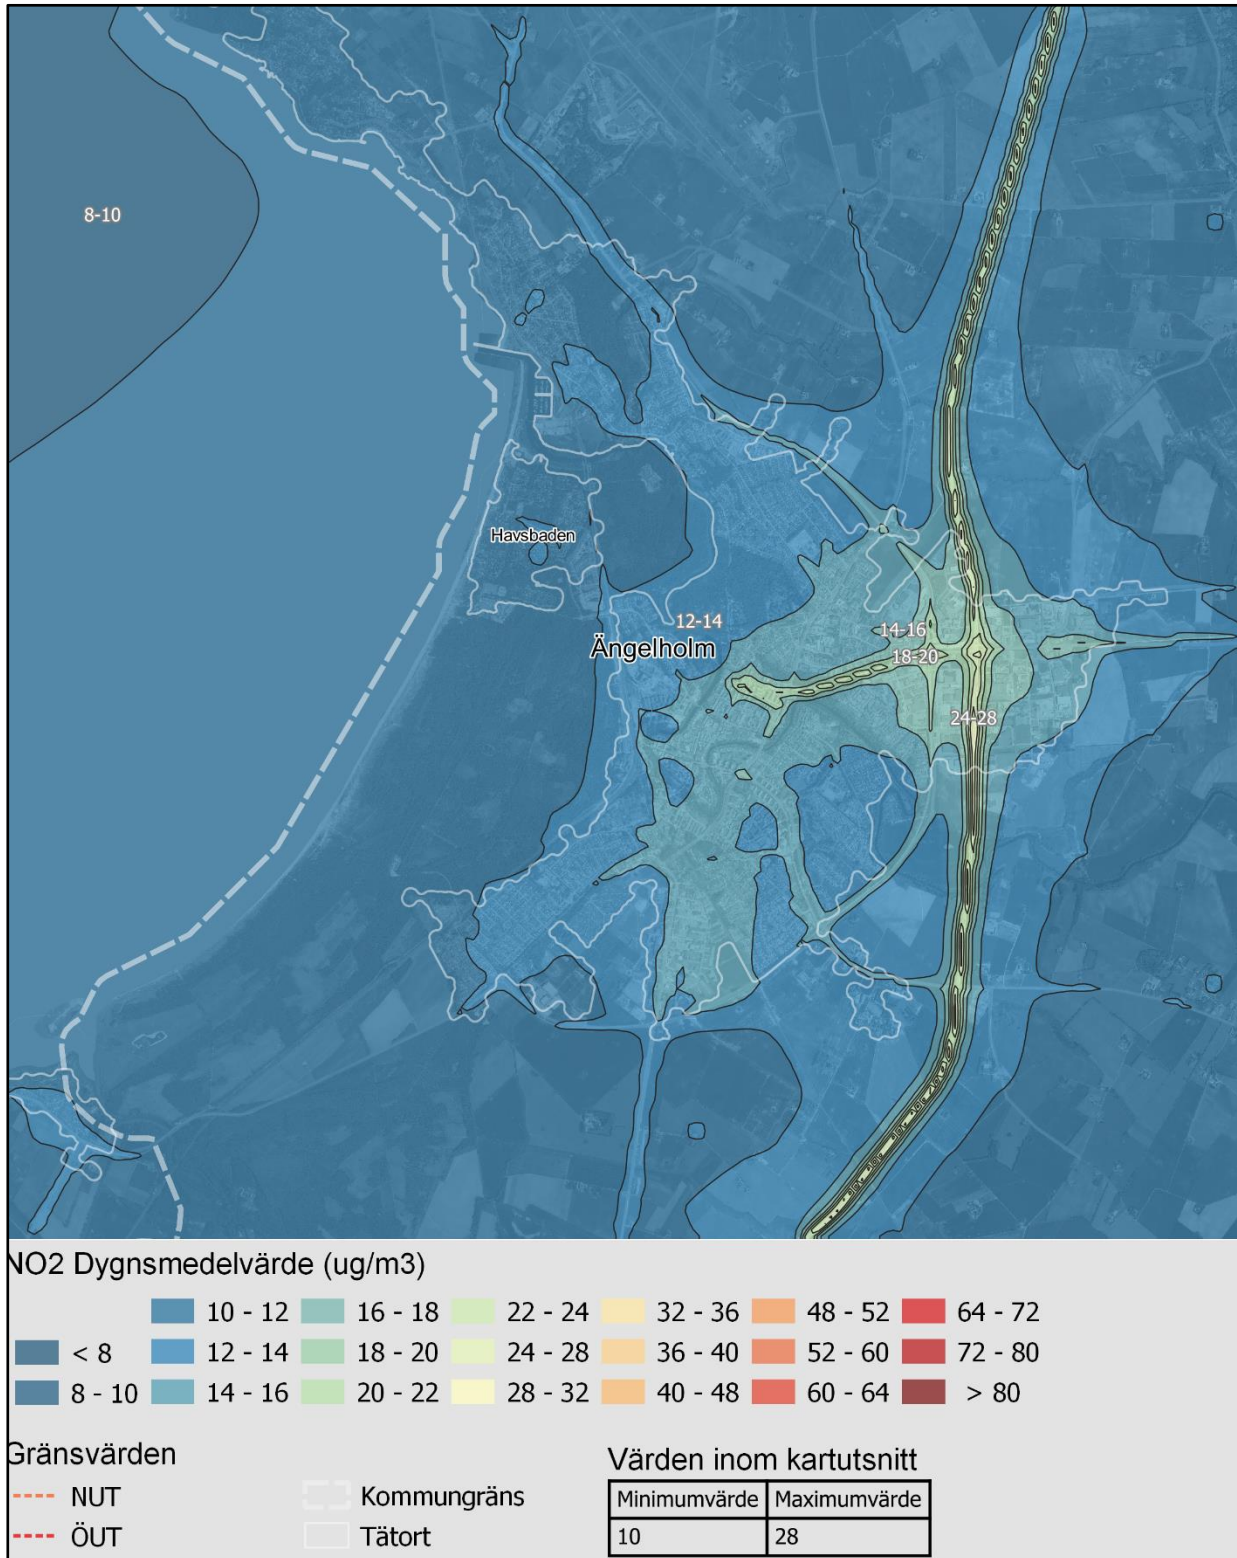 8-10
Havsbaden
12-14
Ängelholm
14-16
18-20
24-28
NO2 Dygnsmedelvärde (ug/m3)
10 - 12 16 - 18 22 - 24 32 - 36 48 - 52 64 - 72
< 8 12 - 14 18 - 20 24 - 28 36 - 40 52 - 60 72 - 80
8 - 10 14 - 16 20 - 22 28 - 32 40 - 48 60 - 64 > 80
Gränsvärden
NUT
ÖUT
Kommungräns
Tätort
Värden inom kartutsnitt
Minimumvärde Maximumvärde
10 28